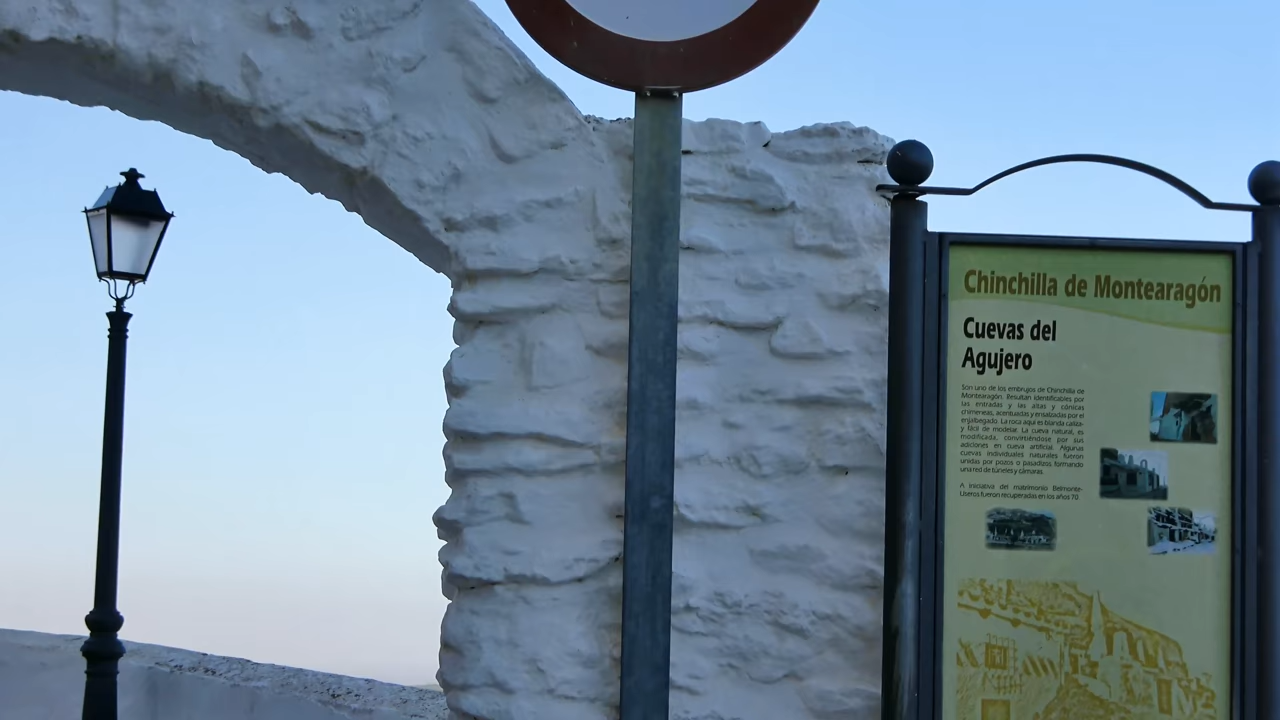 Chinchilla de Montearagón
Cuevas del
Agujero
Son uno de los embrujos de Chinchilla de
Montearagón. Resultan identificables por
las entradas y las altas y cónicas
chimeneas, acentuadas y ensalzadas por el
enjalbegado. La roca aquí es blanda caliza-
y fácil de modelar. La cueva natural, es
modificada, convirtiéndose por sus
adiciones en cueva artificial. Algunas
cuevas individuales naturales fueron
unidas por pozos o pasadizos formando
una red de túneles y cámaras.
A iniciativa del matrimonio Belmonte-
Useros fueron recuperadas en los años 70